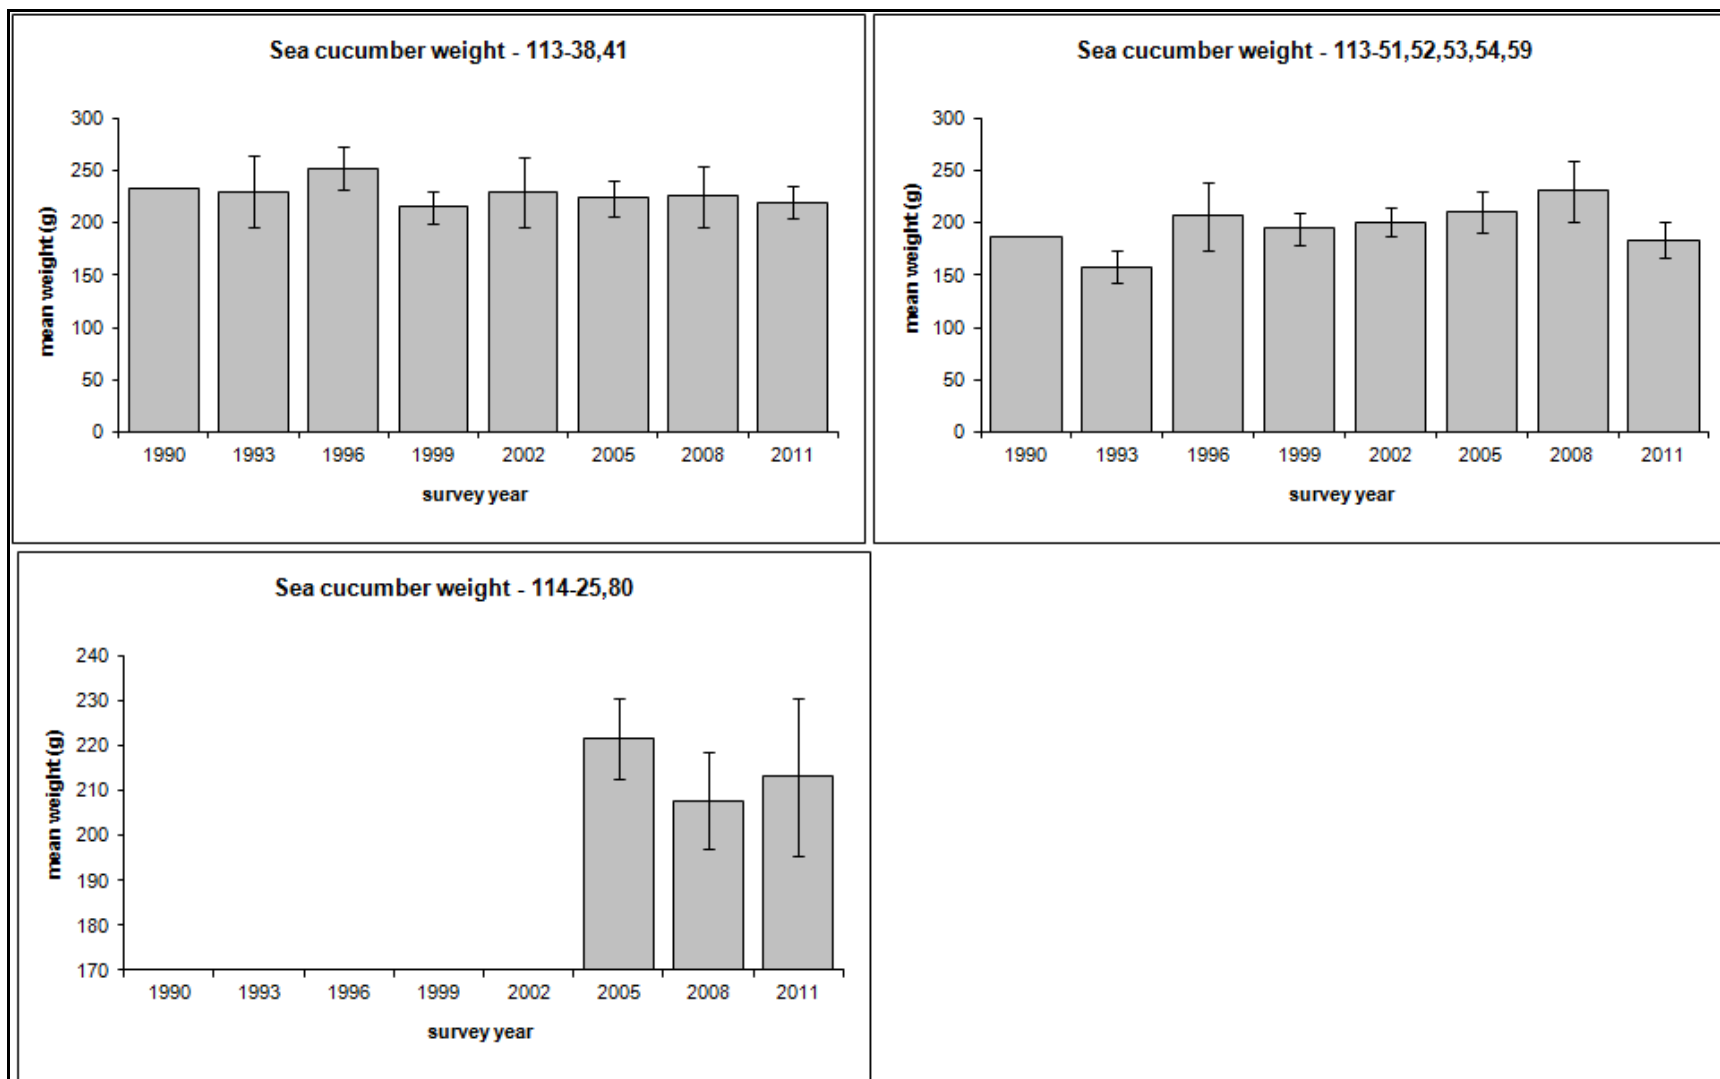 Sea cucumber weight - 113-38,41
300
250
200
150
100
50
0
mean weight (g)
1990 1993 1996 1999 2002 2005 2008 2011
survey year
Sea cucumber weight - 113-51,52,53,54,59
300
250
200
150
100
50
0
mean weight (g)
1990 1993 1996 1999 2002 2005 2008 2011
survey year
Sea cucumber weight - 114-25,80
240
230
220
210
200
190
180
170
mean weight (g)
1990 1993 1996 1999 2002 2005 2008 2011
survey year